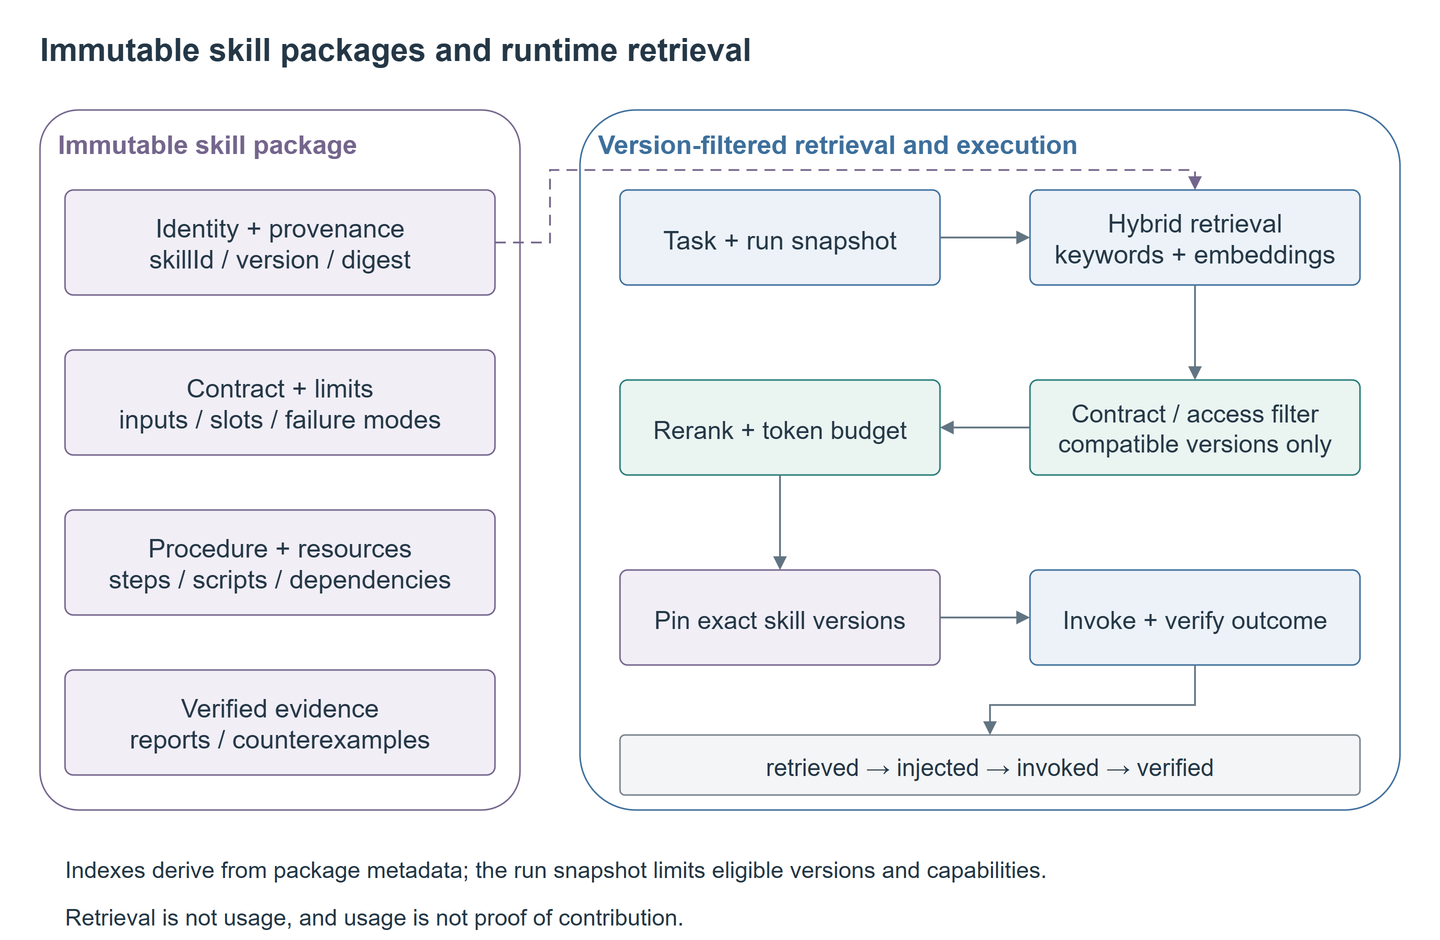 Immutable skill packages and runtime retrieval
Immutable skill package
Identity + provenance
skillId / version / digest
Contract + limits
inputs / slots / failure modes
Procedure + resources
steps / scripts / dependencies
Verified evidence
reports / counterexamples
Version-filtered retrieval and execution
Task + run snapshot
Hybrid retrieval
keywords + embeddings
Contract / access filter
compatible versions only
Rerank + token budget
Pin exact skill versions
Invoke + verify outcome
retrieved → injected → invoked → verified
Indexes derive from package metadata; the run snapshot limits eligible versions and capabilities.
Retrieval is not usage, and usage is not proof of contribution.